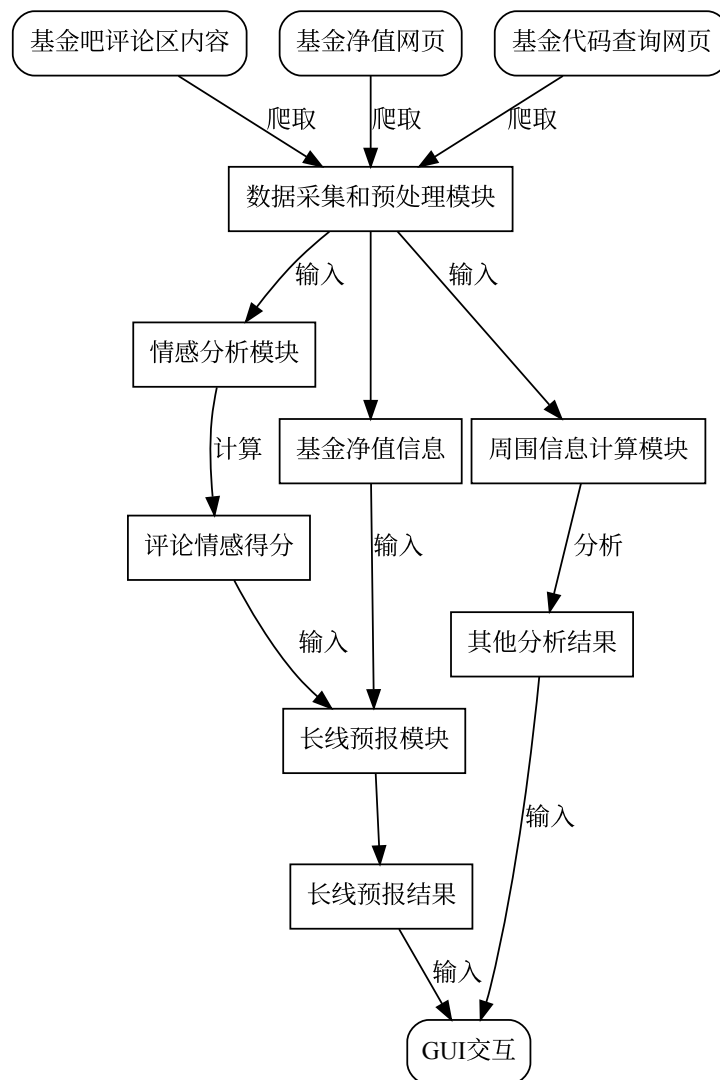 基金吧评论区内容
基金净值网页
基金代码查询网页
爬取
爬取
爬取
数据采集和预处理模块
输入
输入
情感分析模块
计算
基金净值信息
周围信息计算模块
评论情感得分
输入
分析
输入
其他分析结果
长线预报模块
输入
长线预报结果
输入
GUI交互